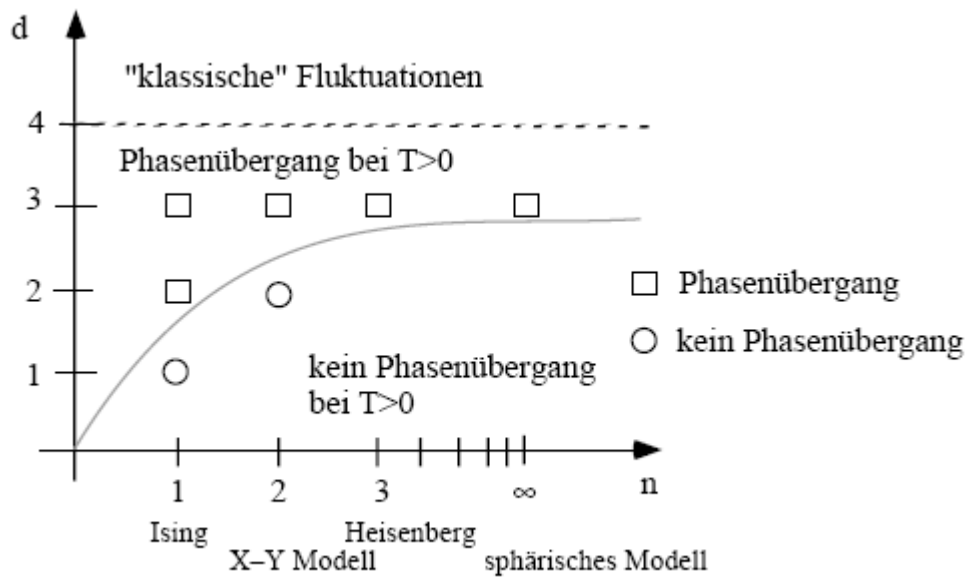 d
"klassische" Fluktuationen
4
Phasenübergang bei T>0
3
2
Phasenübergang
kein Phasenübergang
1
kein Phasenübergang
bei T>0
1 2 3 ∞ n
Ising Heisenberg
X–Y Modell sphärisches Modell